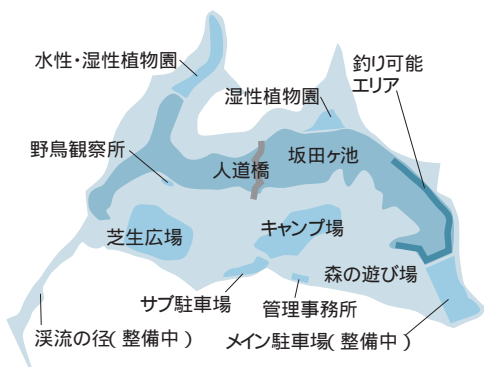 水性・湿性植物園
釣り可能
エリア
湿性植物園
野鳥観察所
人道橋
坂田ヶ池
芝生広場
キャンプ場
森の遊び場
サブ駐車場
管理事務所
渓流の径(整備中)
メイン駐車場(整備中)